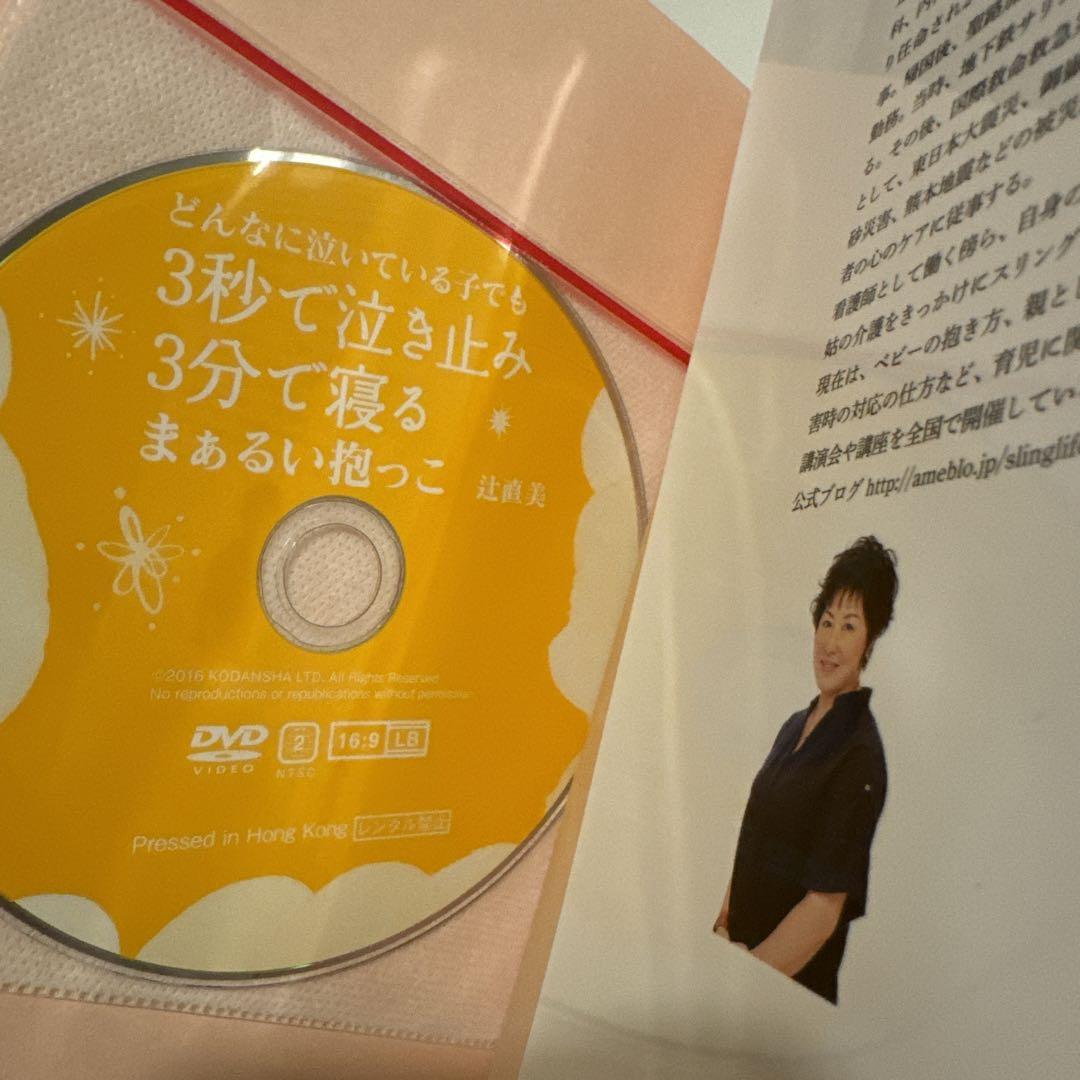 どんなに泣いている子でも
3秒で泣き止み
3分で寝る
まぁるい抱っこ
辻直美
©2016 KODANSHA LTD. All Rights Reserved
No reproductions or republications without permission
DVD
VIDEO
2
NTSC
16:9 LB
Pressed in Hong Kong レンタル禁止
科、内
り任命され
事。帰国後、聖路
勤務。当時、地下鉄サリ
る。その後、国際救命救急
として、東日本大震災、御嶽
砂災害、熊本地震などの被災
者の心のケアに従事する。
看護師として働く傍ら、自身の
姑の介護をきっかけにスリング
現在は、ベビーの抱き方、親とし
害時の対応の仕方など、育児に関
講演会や講座を全国で開催してい
公式ブログ http://ameblo.jp/slinglife